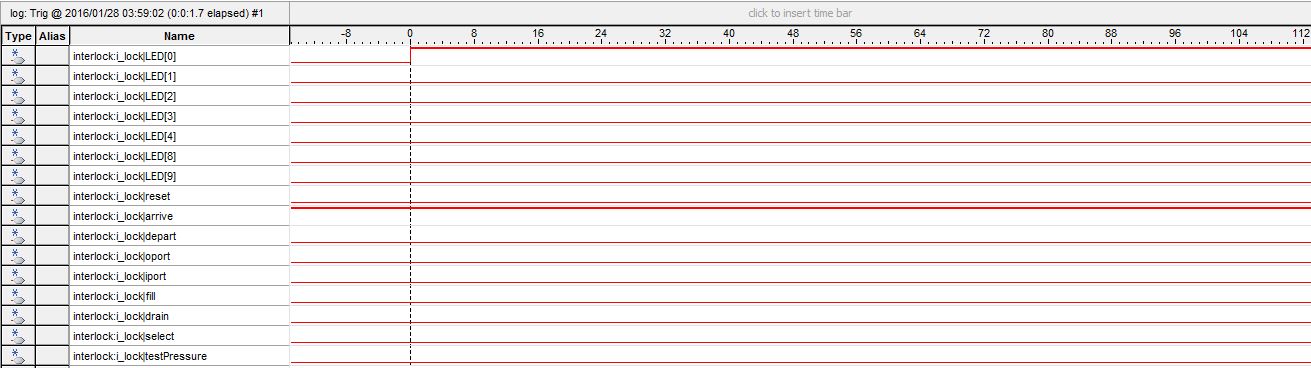 log: Trig @ 2016/01/28 03:59:02 (0:0:1.7 elapsed) #1 click to insert time bar
Type Alias Name -8 0 8 16 24 32 40 48 56 64 72 80 88 96 104 112
interlock:i_lock|LED[0]
interlock:i_lock|LED[1]
interlock:i_lock|LED[2]
interlock:i_lock|LED[3]
interlock:i_lock|LED[4]
interlock:i_lock|LED[8]
interlock:i_lock|LED[9]
interlock:i_lock|reset
interlock:i_lock|arrive
interlock:i_lock|depart
interlock:i_lock|oport
interlock:i_lock|iport
interlock:i_lock|fill
interlock:i_lock|drain
interlock:i_lock|select
interlock:i_lock|testPressure